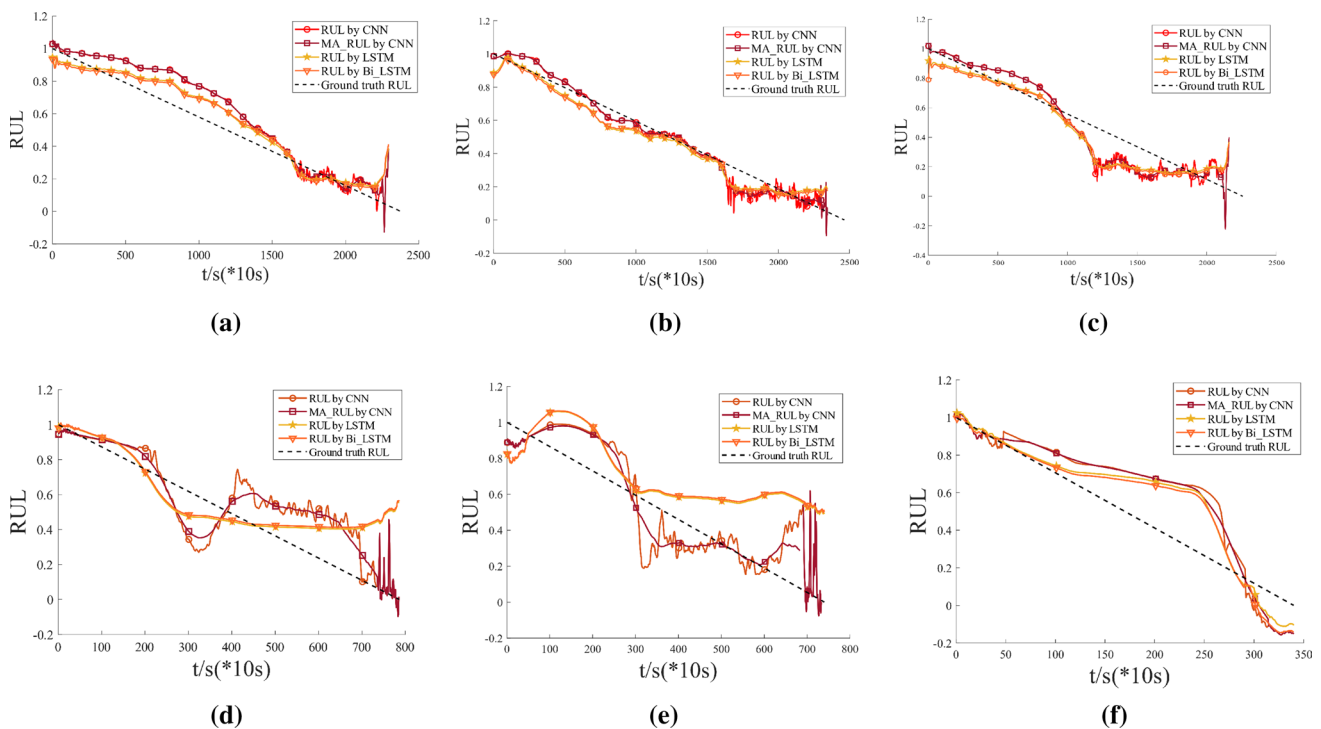 1.2
1
0.8
0.6
0.4
0.2
0
-0.2
RUL
0
500
1000
1500
2000
2500
t/s(*10s)
RUL by CNN
MA_RUL by CNN
RUL by LSTM
RUL by Bi_LSTM
Ground truth RUL
(a)
1.2
1
0.8
0.6
0.4
0.2
0
-0.2
RUL
0
500
1000
1500
2000
2500
t/s(*10s)
RUL by CNN
MA_RUL by CNN
RUL by LSTM
RUL by Bi_LSTM
Ground truth RUL
(b)
1.2
1
0.8
0.6
0.4
0.2
0
-0.2
-0.4
RUL
0
500
1000
1500
2000
2500
t/s(*10s)
RUL by CNN
MA_RUL by CNN
RUL by LSTM
RUL by Bi_LSTM
Ground truth RUL
(c)
1.2
1
0.8
0.6
0.4
0.2
0
-0.2
RUL
0
100
200
300
400
500
600
700
800
t/s(*10s)
RUL by CNN
MA_RUL by CNN
RUL by LSTM
RUL by Bi_LSTM
Ground truth RUL
(d)
1.2
1
0.8
0.6
0.4
0.2
0
-0.2
RUL
0
100
200
300
400
500
600
700
800
t/s(*10s)
RUL by CNN
MA_RUL by CNN
RUL by LSTM
RUL by Bi_LSTM
Ground truth RUL
(e)
1.2
1
0.8
0.6
0.4
0.2
0
-0.2
RUL
0
50
100
150
200
250
300
350
t/s(*10s)
RUL by CNN
MA_RUL by CNN
RUL by LSTM
RUL by Bi_LSTM
Ground truth RUL
(f)